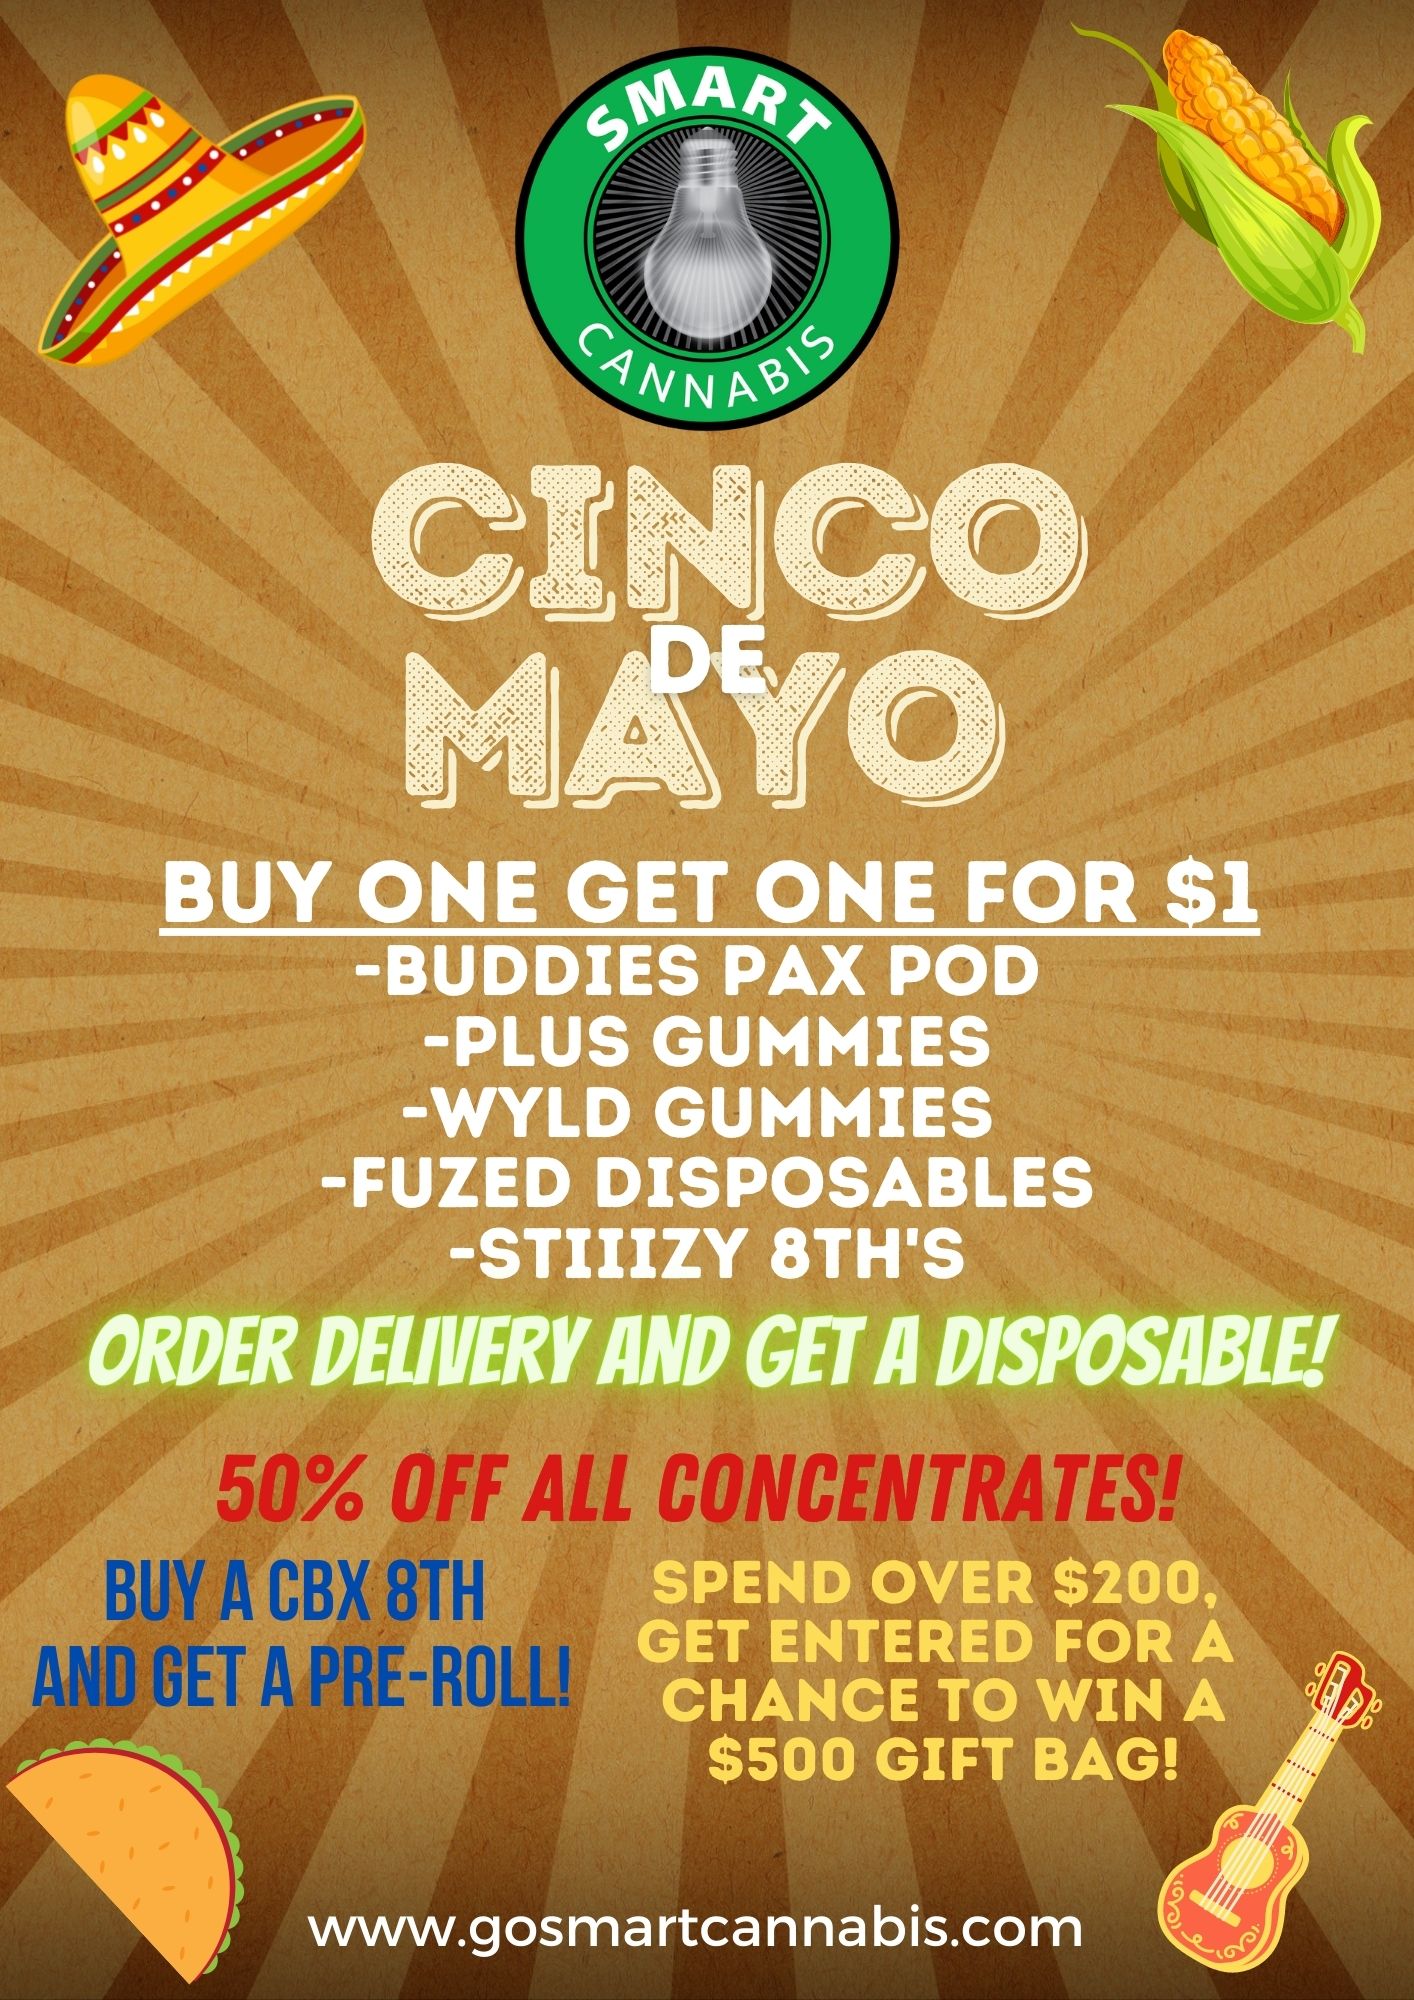 SMART
CANNABIS
CINCO
DE
MAYO
BUY ONE GET ONE FOR $1
-BUDDIES PAX POD
-PLUS GUMMIES
-WYLD GUMMIES
-FUZED DISPOSABLES
-STIIIZY 8TH'S
ORDER DELIVERY AND GET A DISPOSABLE!
50% OFF ALL CONCENTRATES!
BUY A CBX 8TH
AND GET A PRE-ROLL!
SPEND OVER $200,
GET ENTERED FOR A
CHANCE TO WIN A
$500 GIFT BAG!
www.gosmartcannabis.com